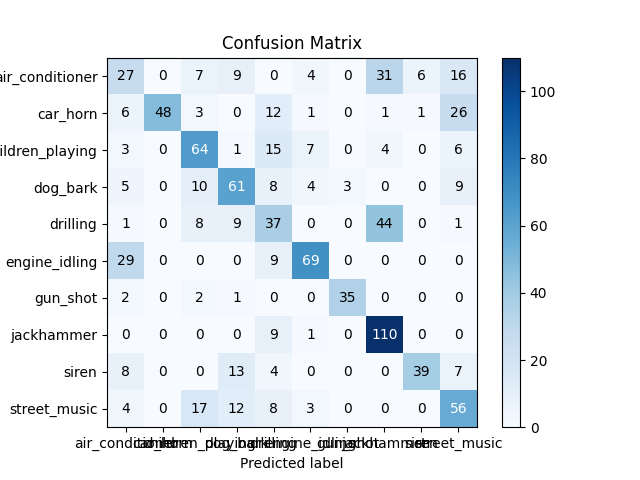 Confusion Matrix
air_conditioner 27 0 7 9 0 4 0 31 6 16
car_horn 6 48 3 0 12 1 0 1 1 26
ildren_playing 3 0 64 1 15 7 0 4 0 6
dog_bark 5 0 10 61 8 4 3 0 0 9
drilling 1 0 8 9 37 0 0 44 0 1
engine_idling 29 0 0 0 9 69 0 0 0 0
gun_shot 2 0 2 1 0 0 35 0 0 0
jackhammer 0 0 0 0 9 1 0 110 0 0
siren 8 0 0 13 4 0 0 0 39 7
street_music 4 0 17 12 8 3 0 0 0 56
street_music
Predicted label
100
80
60
40
20
0